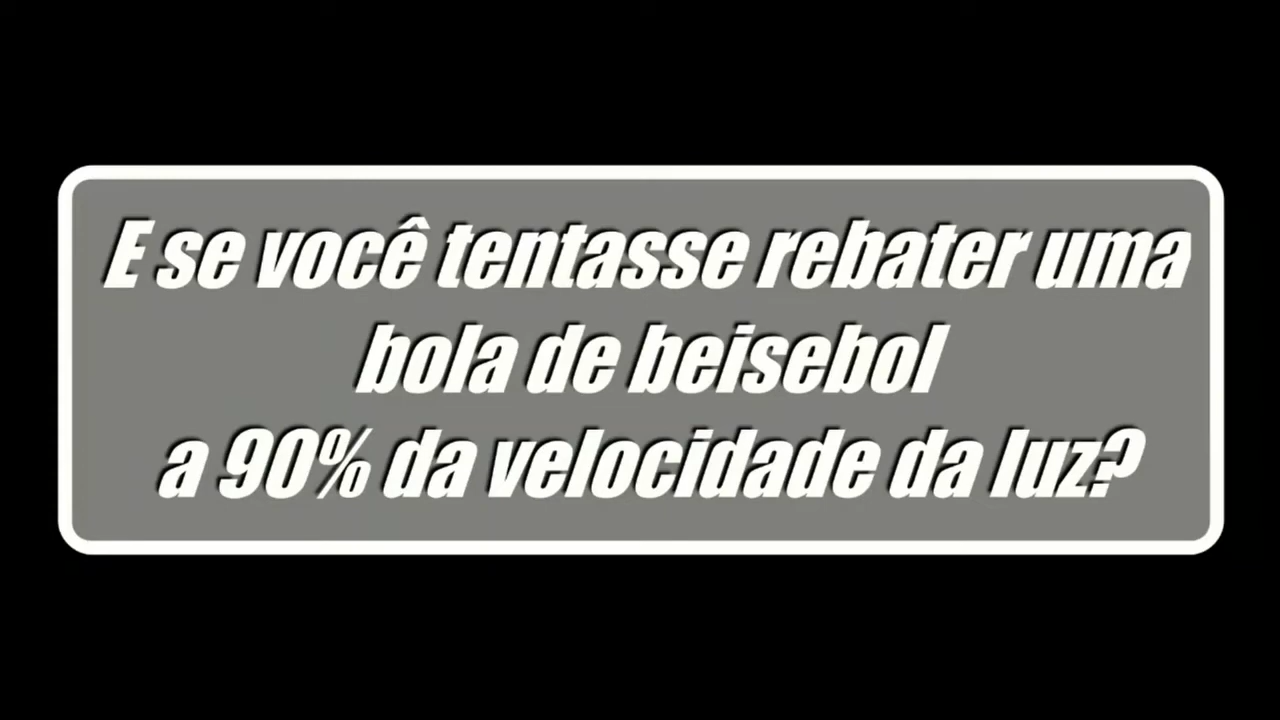 E se você tentasse rebater uma
bola de beisebol
a 90% da velocidade da luz?